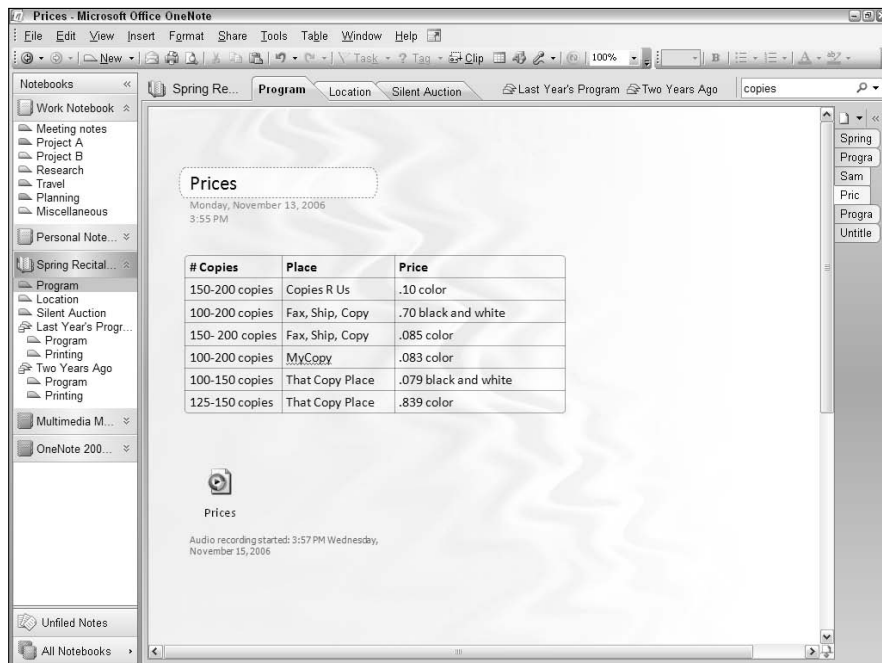 Prices - Microsoft Office OneNote
File Edit View Insert Format Share Tools Table Window Help
New Task ? Tag Clip 100% B A
Notebooks «
Spring Re... Program Location Silent Auction Last Year's Program Two Years Ago copies
Work Notebook
Meeting notes
Project A
Project B
Research
Travel
Planning
Miscellaneous
Personal Note...
Spring Recital...
Program
Location
Silent Auction
Last Year's Progr...
Program
Printing
Two Years Ago
Program
Printing
Multimedia M...
OneNote 200...
Unfiled Notes
All Notebooks
Prices
Monday, November 13, 2006
3:55 PM
# Copies Place Price
150-200 copies Copies R Us .10 color
100-200 copies Fax, Ship, Copy .70 black and white
150- 200 copies Fax, Ship, Copy .085 color
100-200 copies MyCopy .083 color
100-150 copies That Copy Place .079 black and white
125-150 copies That Copy Place .839 color
Prices
Audio recording started: 3:57 PM Wednesday,
November 15, 2006
«
Spring
Progra
Sam
Pric
Progra
Untitle